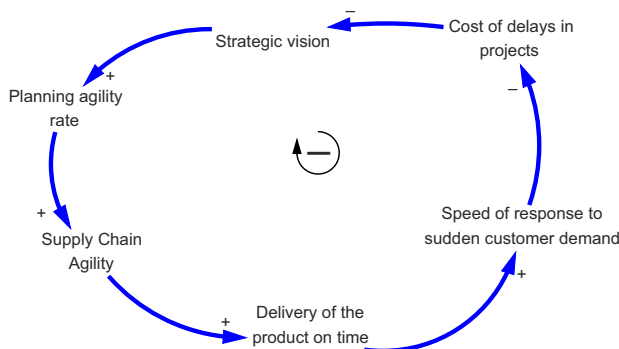 Strategic vision
–
Cost of delays in
projects
–
+
Planning agility
rate
+
Supply Chain
Agility
+
Delivery of the
product on time
+
Speed of response to
sudden customer demand
—